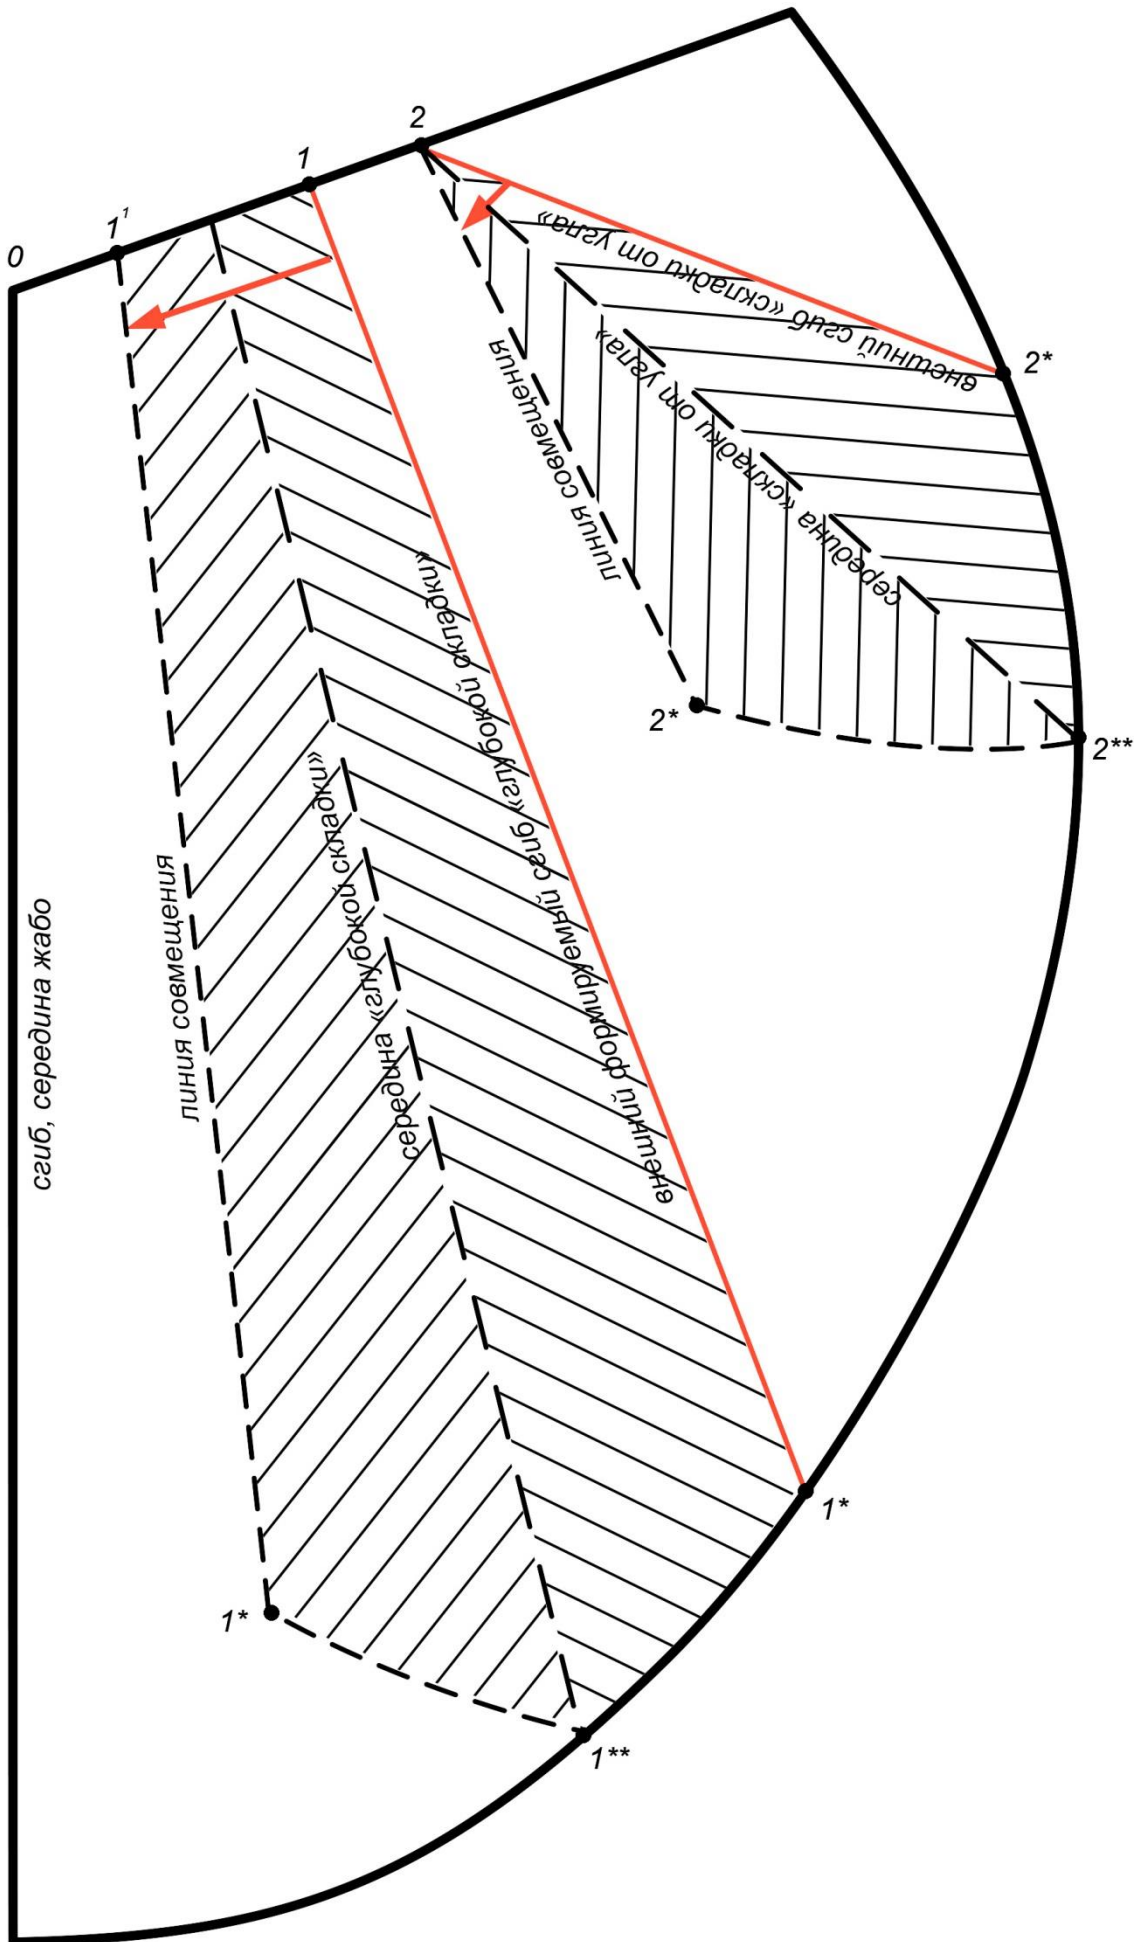 2
1
1¹
0
2*
внешний сгиб «складки от угла»
середина «складки от угла»
линия совмещения
2*
2**
внешний формируемый сгиб «глубокой складки»
середина «глубокой складки»
линия совмещения
сгиб, середина жабо
1*
1*
1**